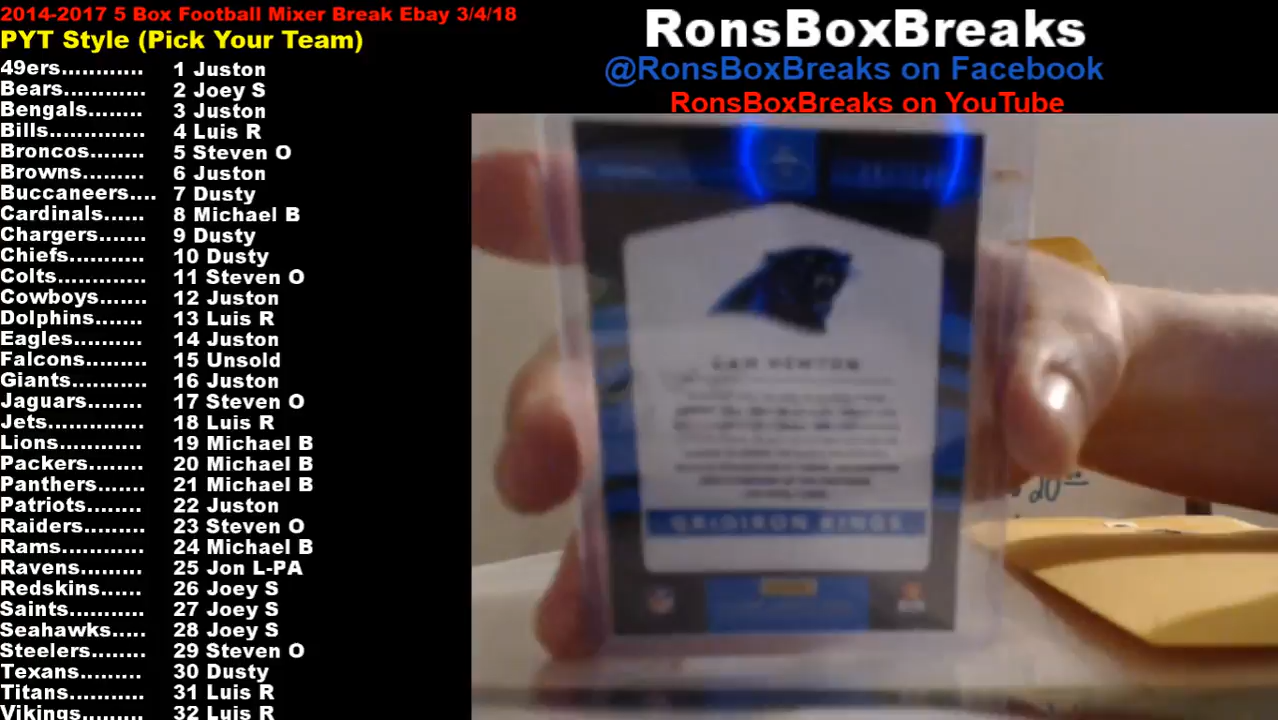 2014-2017 5 Box Football Mixer Break Ebay 3/4/18
PYT Style (Pick Your Team)
49ers............ 1 Juston
Bears............ 2 Joey S
Bengals........ 3 Juston
Bills.............. 4 Luis R
Broncos........ 5 Steven O
Browns......... 6 Juston
Buccaneers.... 7 Dusty
Cardinals...... 8 Michael B
Chargers....... 9 Dusty
Chiefs........... 10 Dusty
Colts............. 11 Steven O
Cowboys....... 12 Juston
Dolphins....... 13 Luis R
Eagles.......... 14 Juston
Falcons......... 15 Unsold
Giants........... 16 Juston
Jaguars........ 17 Steven O
Jets.............. 18 Luis R
Lions............ 19 Michael B
Packers........ 20 Michael B
Panthers....... 21 Michael B
Patriots........ 22 Juston
Raiders......... 23 Steven O
Rams............ 24 Michael B
Ravens......... 25 Jon L-PA
Redskins...... 26 Joey S
Saints........... 27 Joey S
Seahawks..... 28 Joey S
Steelers........ 29 Steven O
Texans......... 30 Dusty
Titans........... 31 Luis R
Vikings......... 32 Luis R
RonsBoxBreaks
@RonsBoxBreaks on Facebook
RonsBoxBreaks on YouTube
CAM NEWTON
GRIDIRON KINGS
20